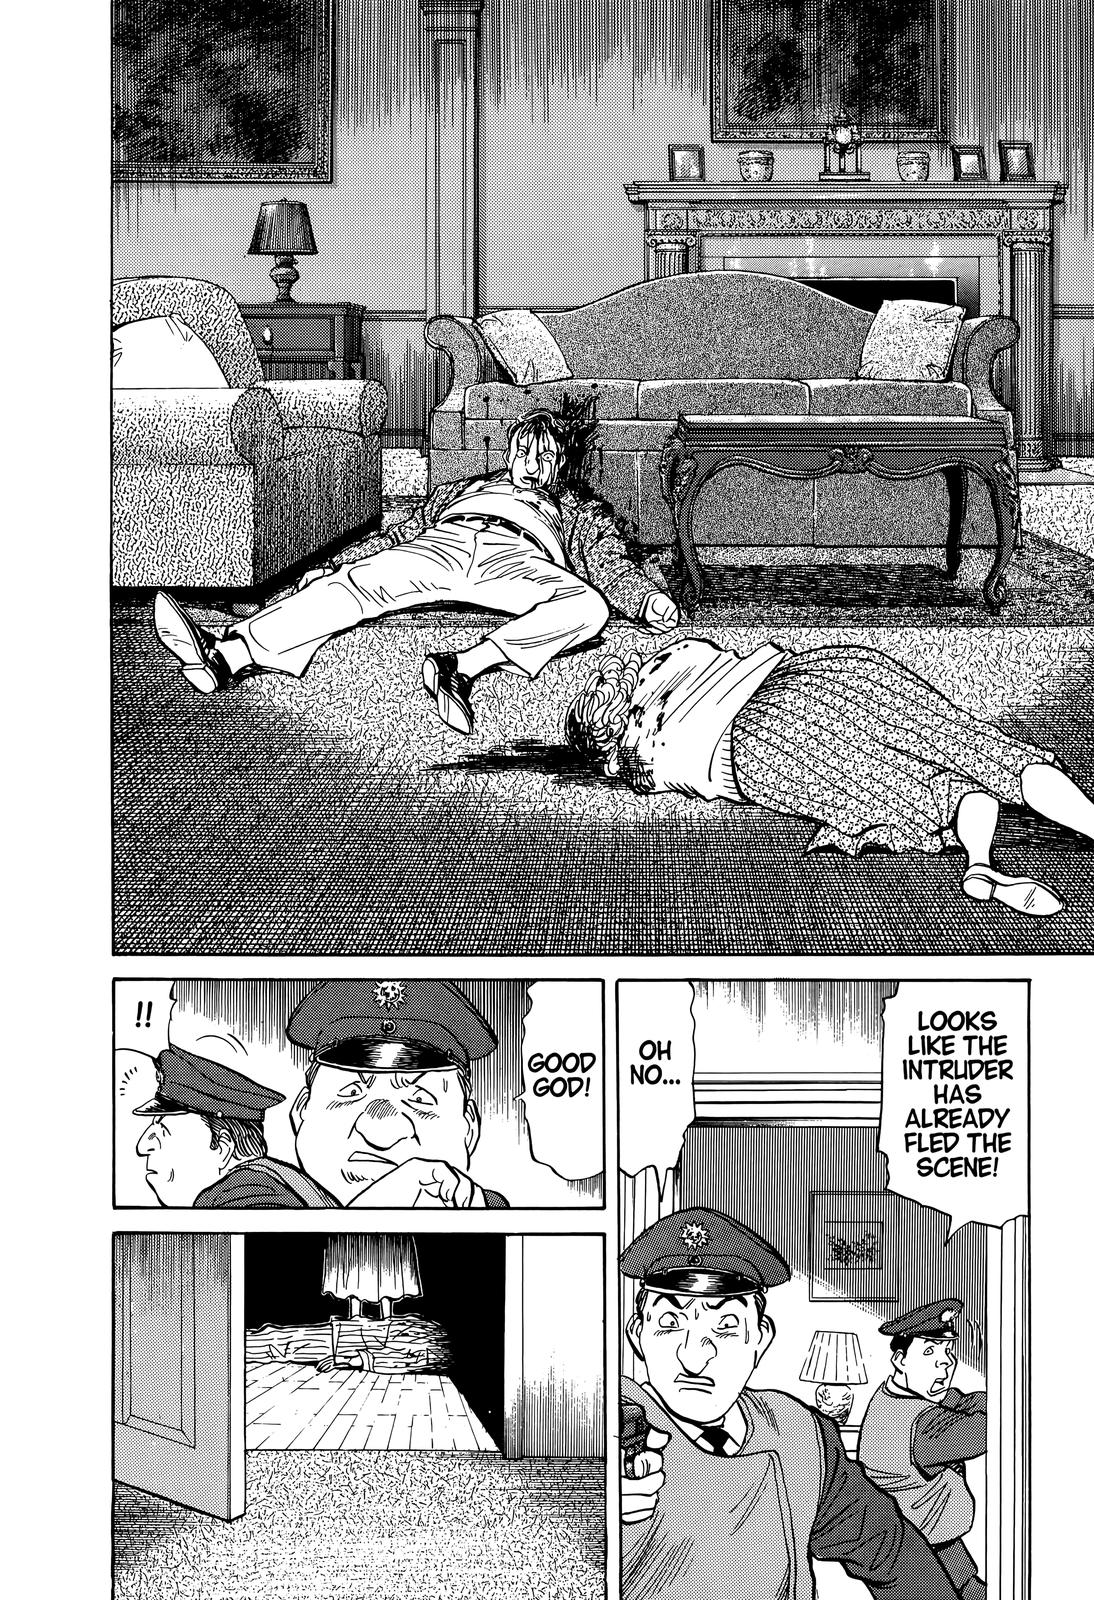 LOOKS
LIKE THE
INTRUDER
HAS
ALREADY
FLED THE
SCENE!
OH
NO...
GOOD
GOD!
!!